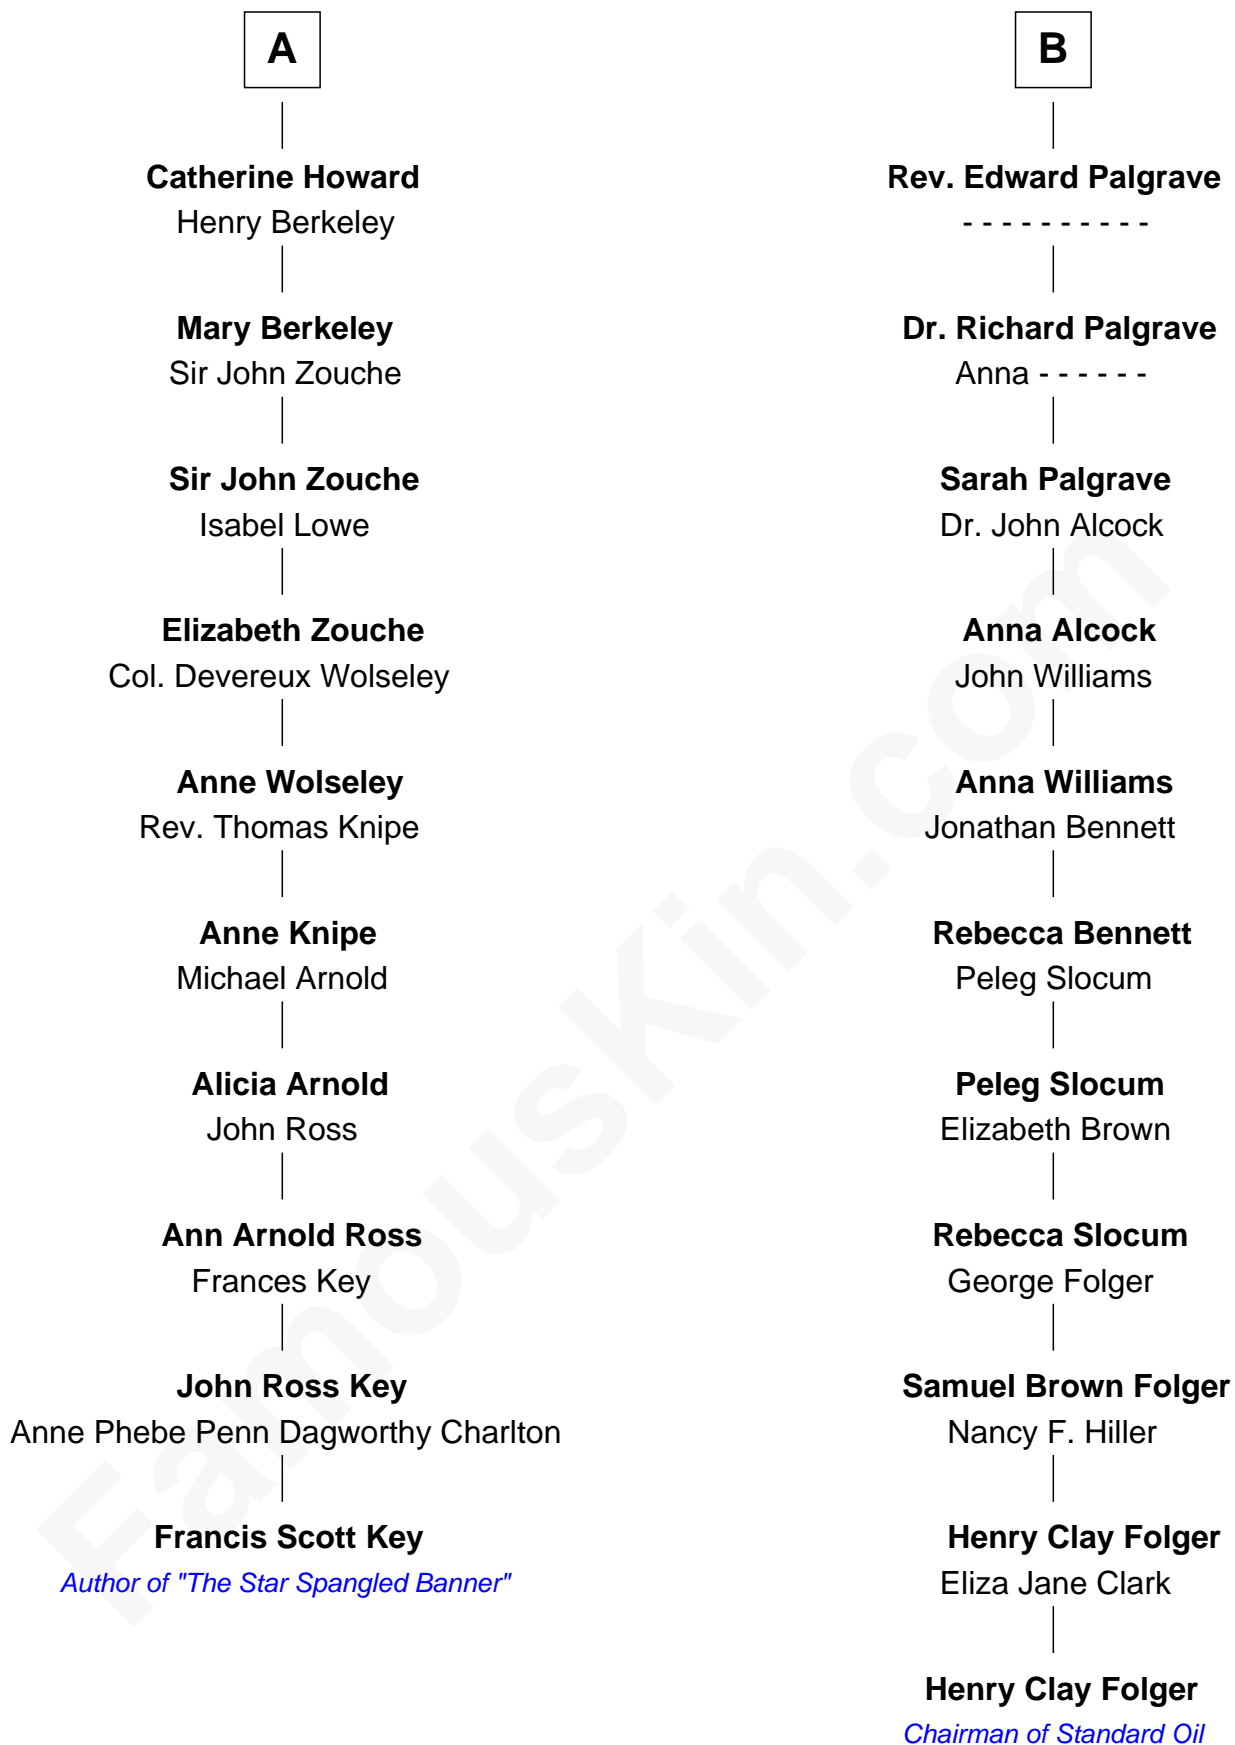 A
Catherine Howard
Henry Berkeley
Mary Berkeley
Sir John Zouche
Sir John Zouche
Isabel Lowe
Elizabeth Zouche
Col. Devereux Wolseley
Anne Wolseley
Rev. Thomas Knipe
Anne Knipe
Michael Arnold
Alicia Arnold
John Ross
Ann Arnold Ross
Frances Key
John Ross Key
Anne Phebe Penn Dagworthy Charlton
Francis Scott Key
Author of "The Star Spangled Banner"
B
Rev. Edward Palgrave
- - - - - - - - - -
Dr. Richard Palgrave
Anna - - - - - -
Sarah Palgrave
Dr. John Alcock
Anna Alcock
John Williams
Anna Williams
Jonathan Bennett
Rebecca Bennett
Peleg Slocum
Peleg Slocum
Elizabeth Brown
Rebecca Slocum
George Folger
Samuel Brown Folger
Nancy F. Hiller
Henry Clay Folger
Eliza Jane Clark
Henry Clay Folger
Chairman of Standard Oil
FamousKin.com